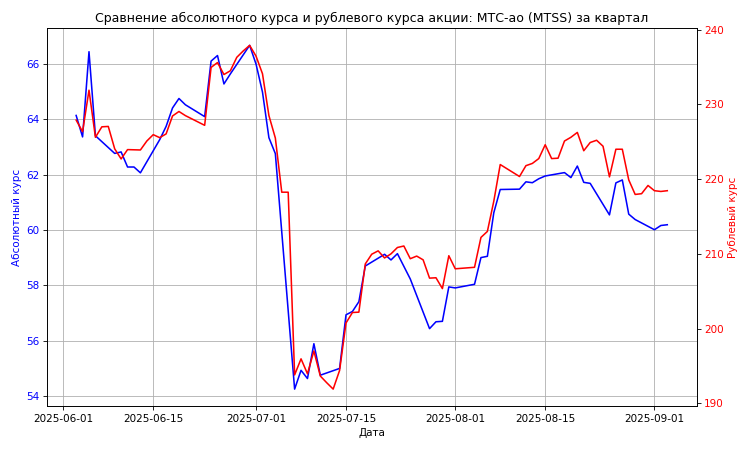 Сравнение абсолютного курса и рублевого курса акции: МТС-ао (MTSS) за квартал
Абсолютный курс
66
64
62
60
58
56
54
240
230
220
210
200
190
Рублевый курс
2025-06-01 2025-06-15 2025-07-01 2025-07-15 2025-08-01 2025-08-15 2025-09-01
Дата